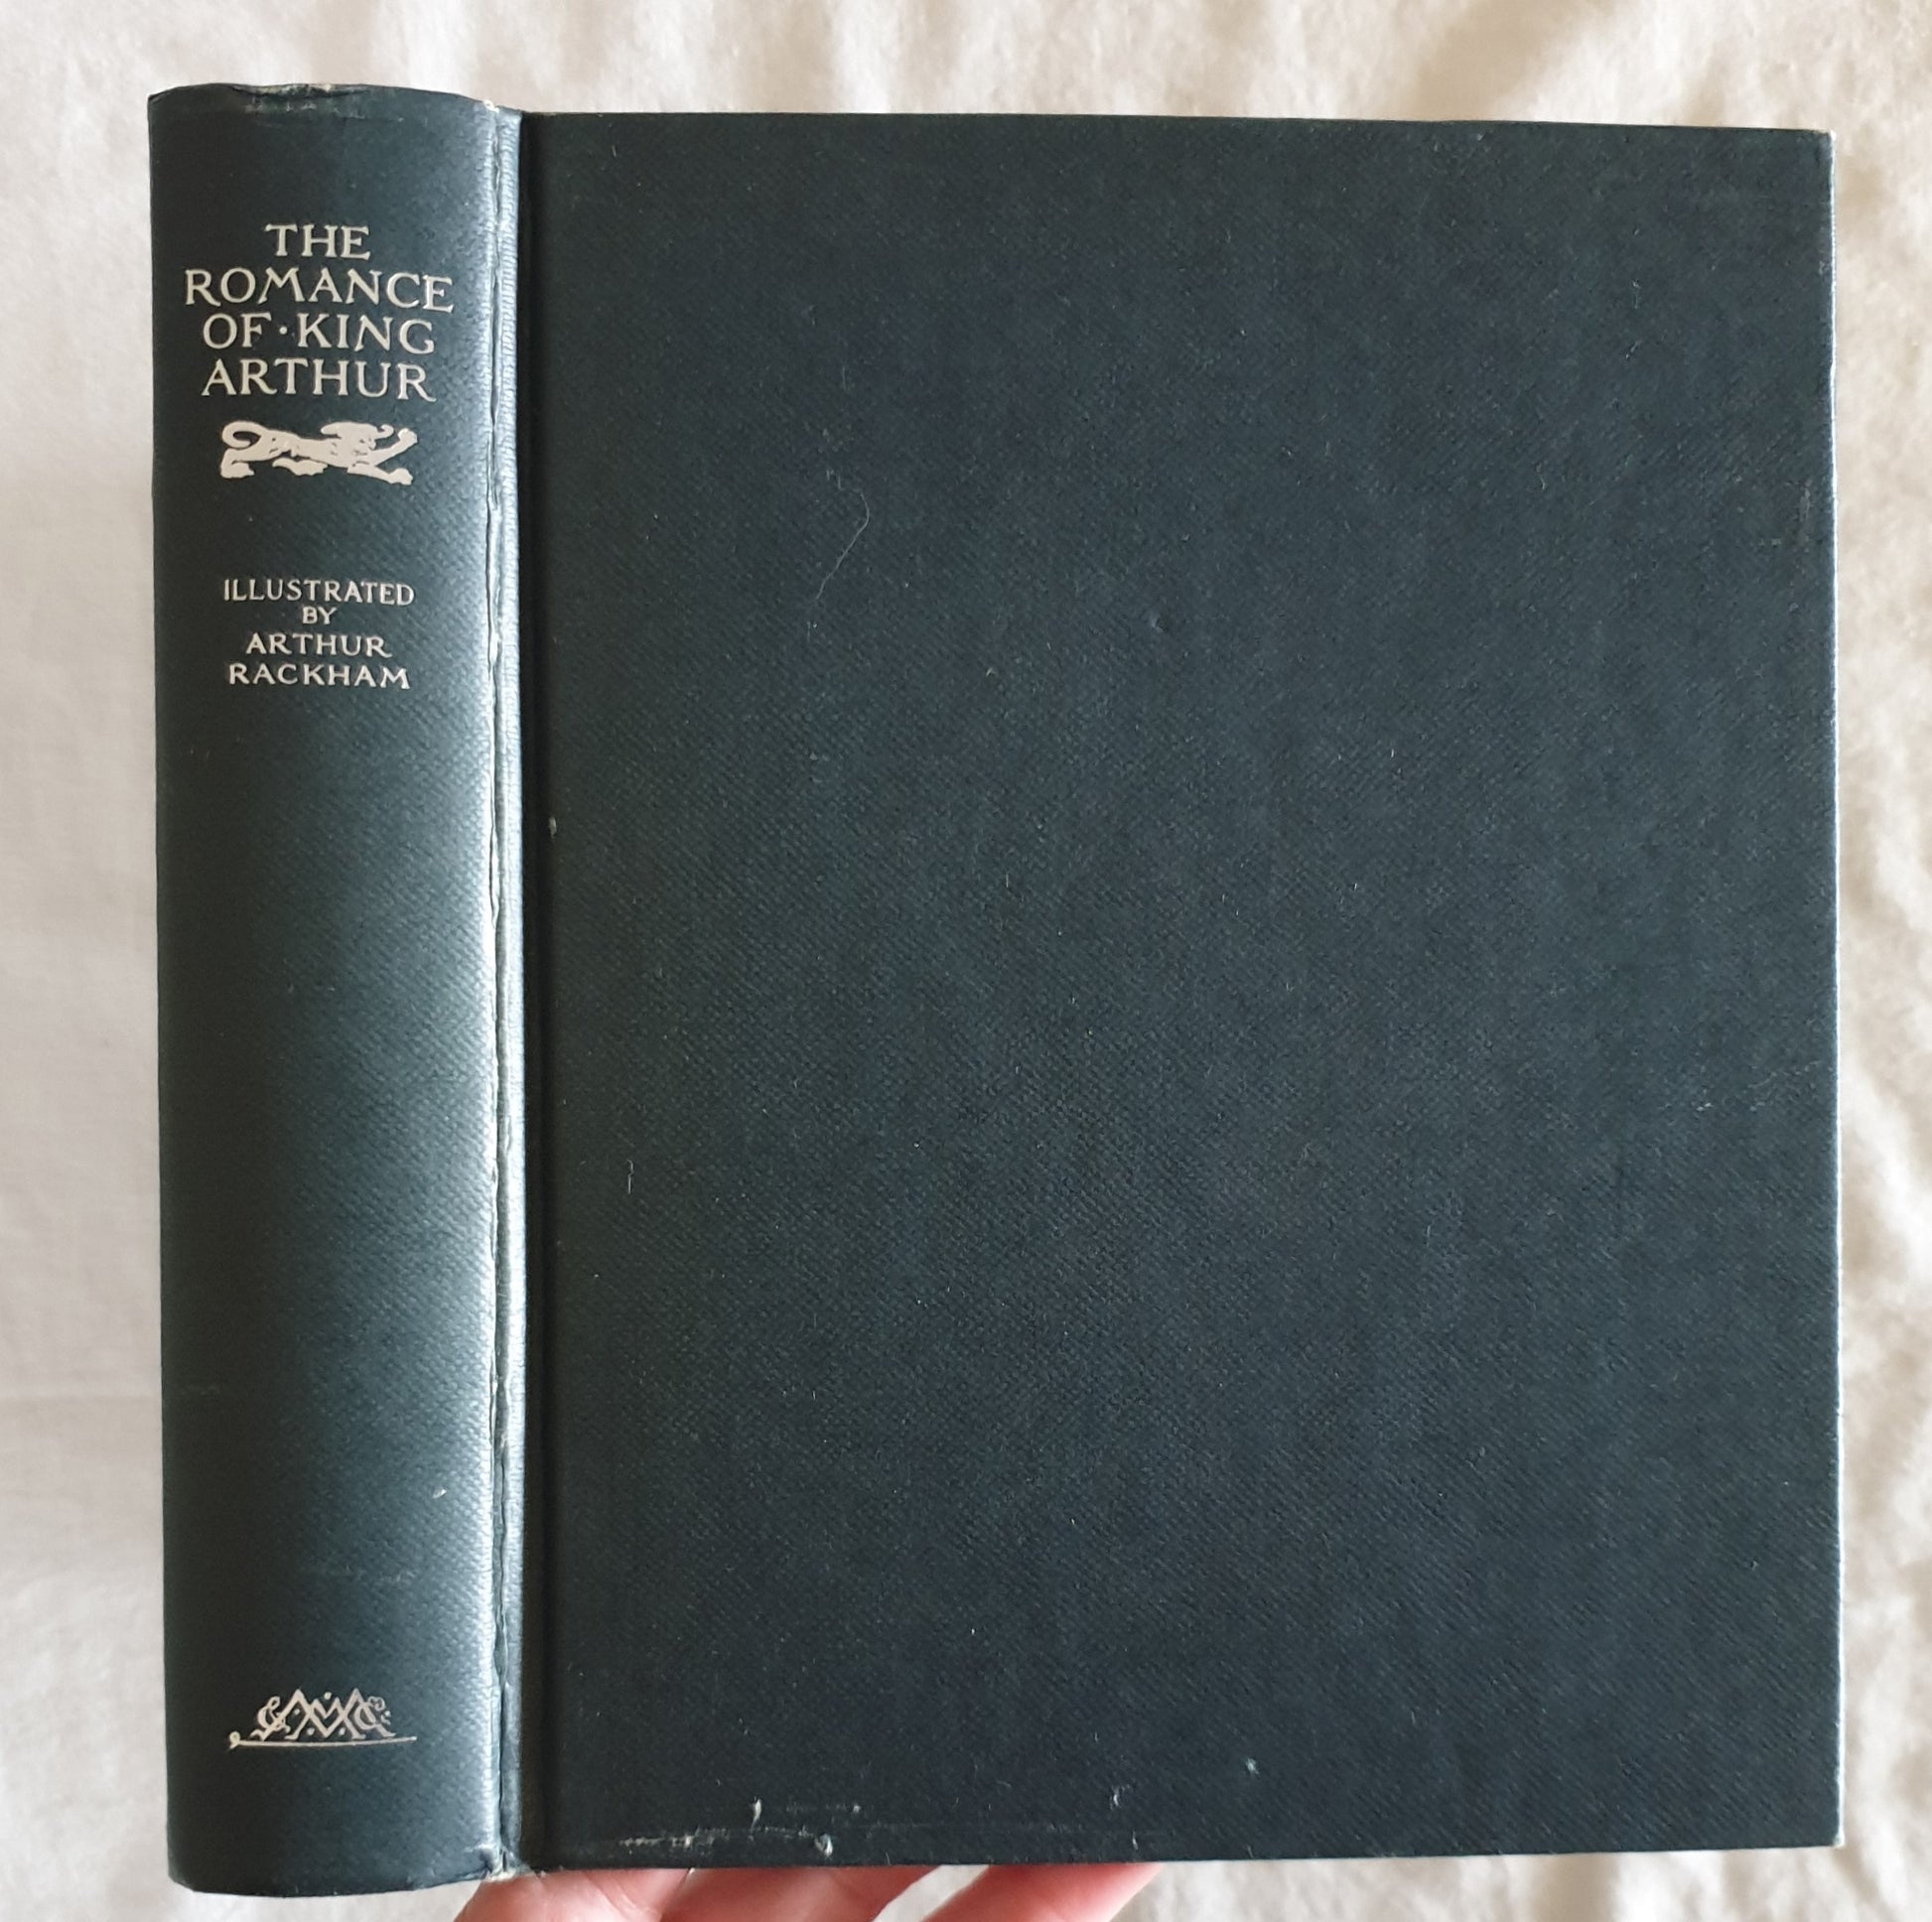 THE
ROMANCE
OF·KING
ARTHUR
ILLUSTRATED
BY
ARTHUR
RACKHAM